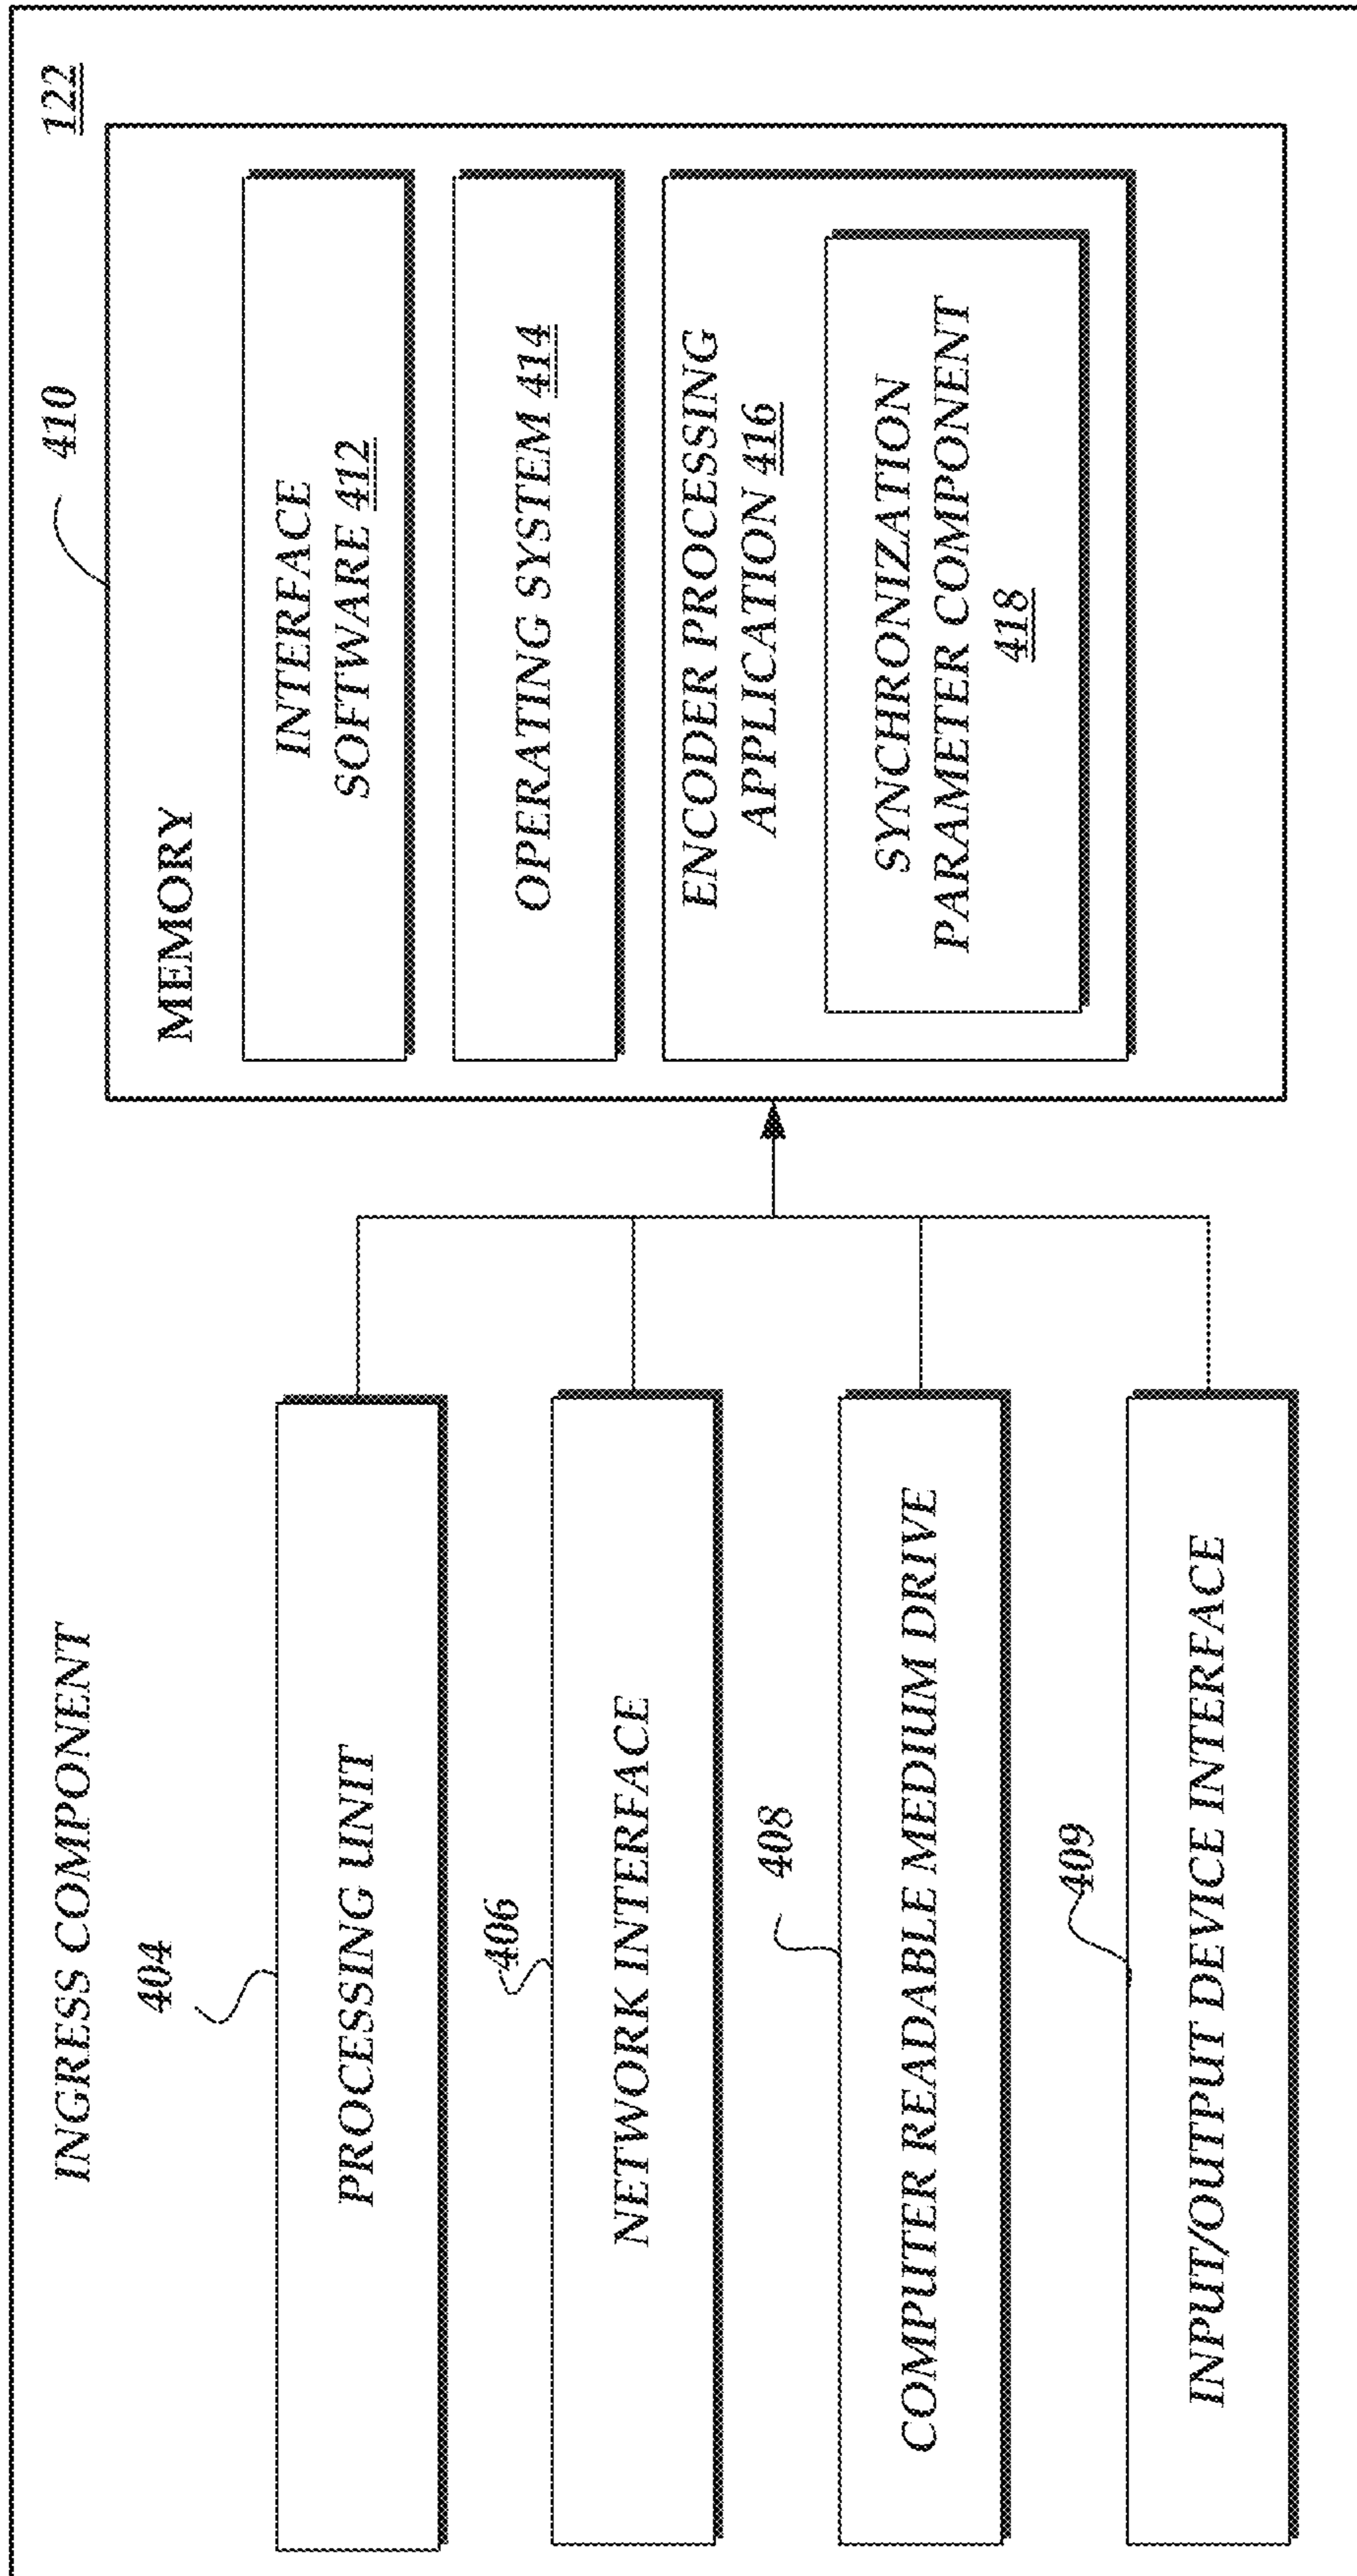 INGRESS COMPONENT
122
404
PROCESSING UNIT
406
NETWORK INTERFACE
408
COMPUTER READABLE MEDIUM DRIVE
409
INPUT/OUTPUT DEVICE INTERFACE
410
MEMORY
INTERFACE
SOFTWARE 412
OPERATING SYSTEM 414
ENCODER PROCESSING
APPLICATION 416
SYNCHRONIZATION
PARAMETER COMPONENT
418